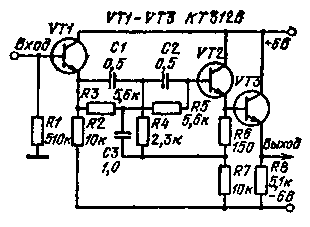 VT1-VT3 КТ312В
VT1
Вход
C1
0,5
C2
0,5
VT2
+6В
VT3
R3
5,6к
R5
5,6к
R1
510к
R2
10к
C3
1,0
R4
2,3к
R6
150
Выход
R7
10к
R8
5,1к
-6В